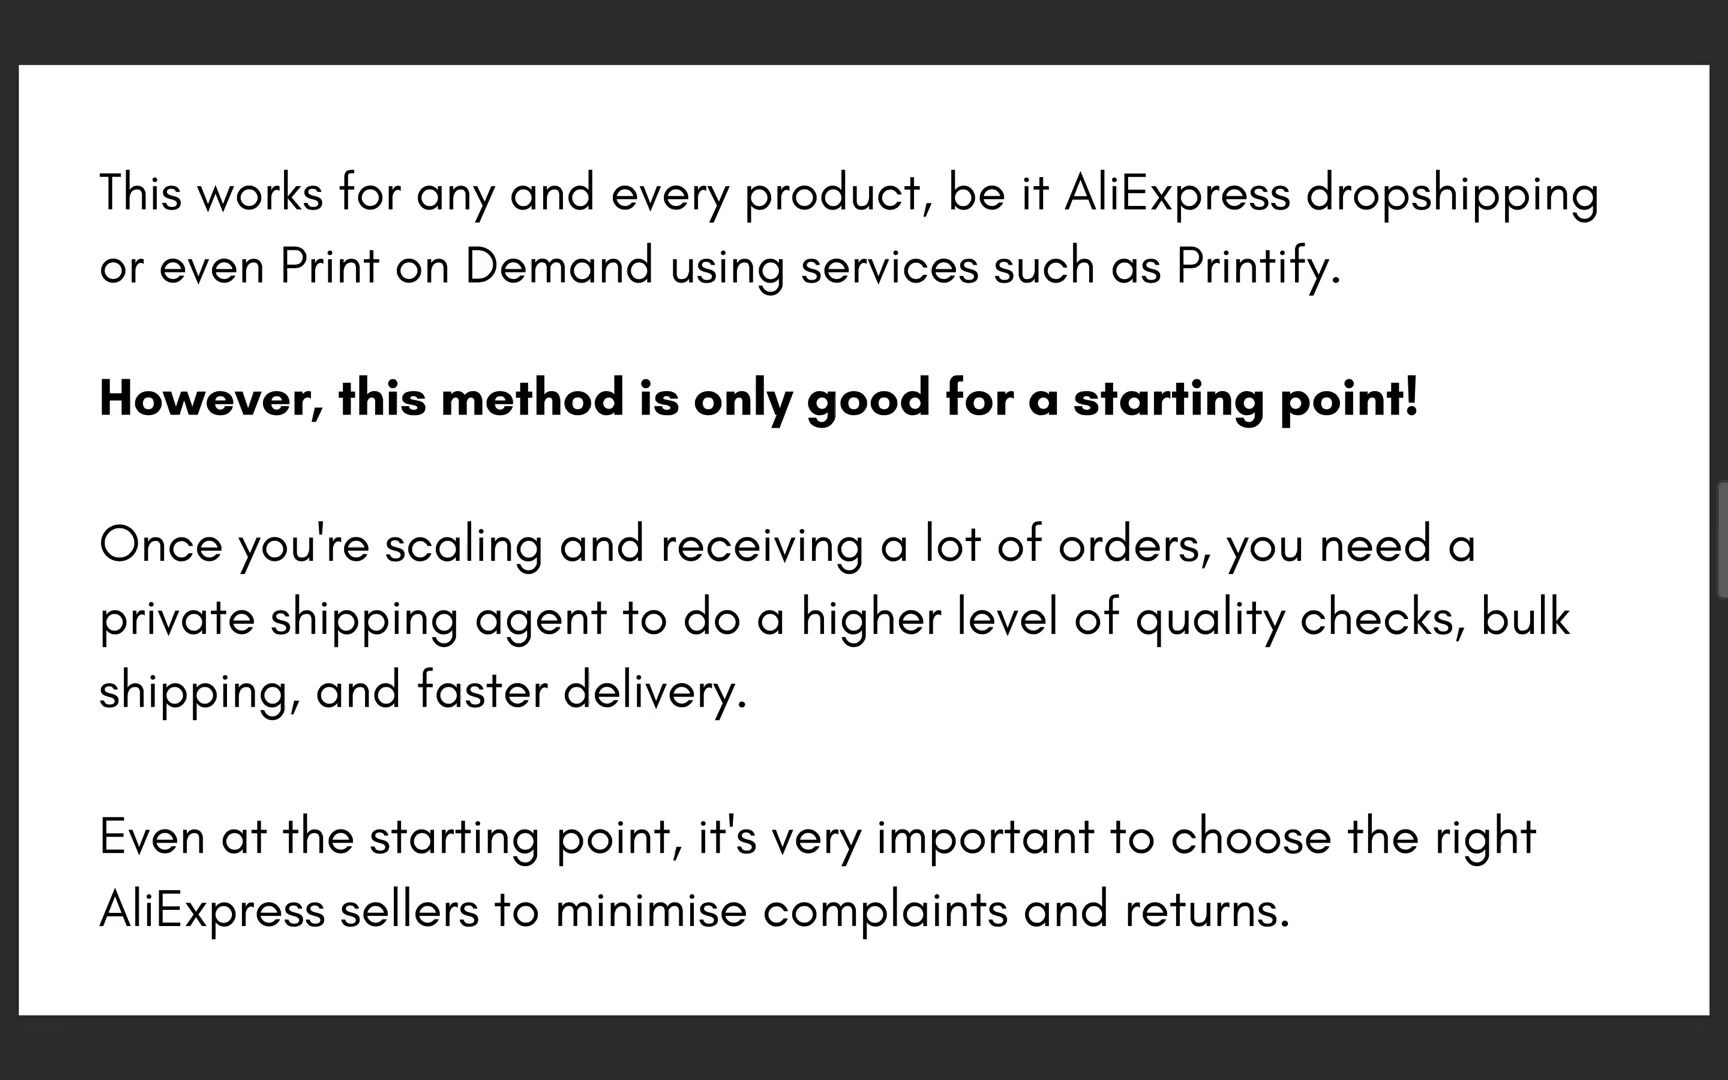 This works for any and every product, be it AliExpress dropshipping
or even Print on Demand using services such as Printify.
However, this method is only good for a starting point!
Once you're scaling and receiving a lot of orders, you need a
private shipping agent to do a higher level of quality checks, bulk
shipping, and faster delivery.
Even at the starting point, it's very important to choose the right
AliExpress sellers to minimise complaints and returns.